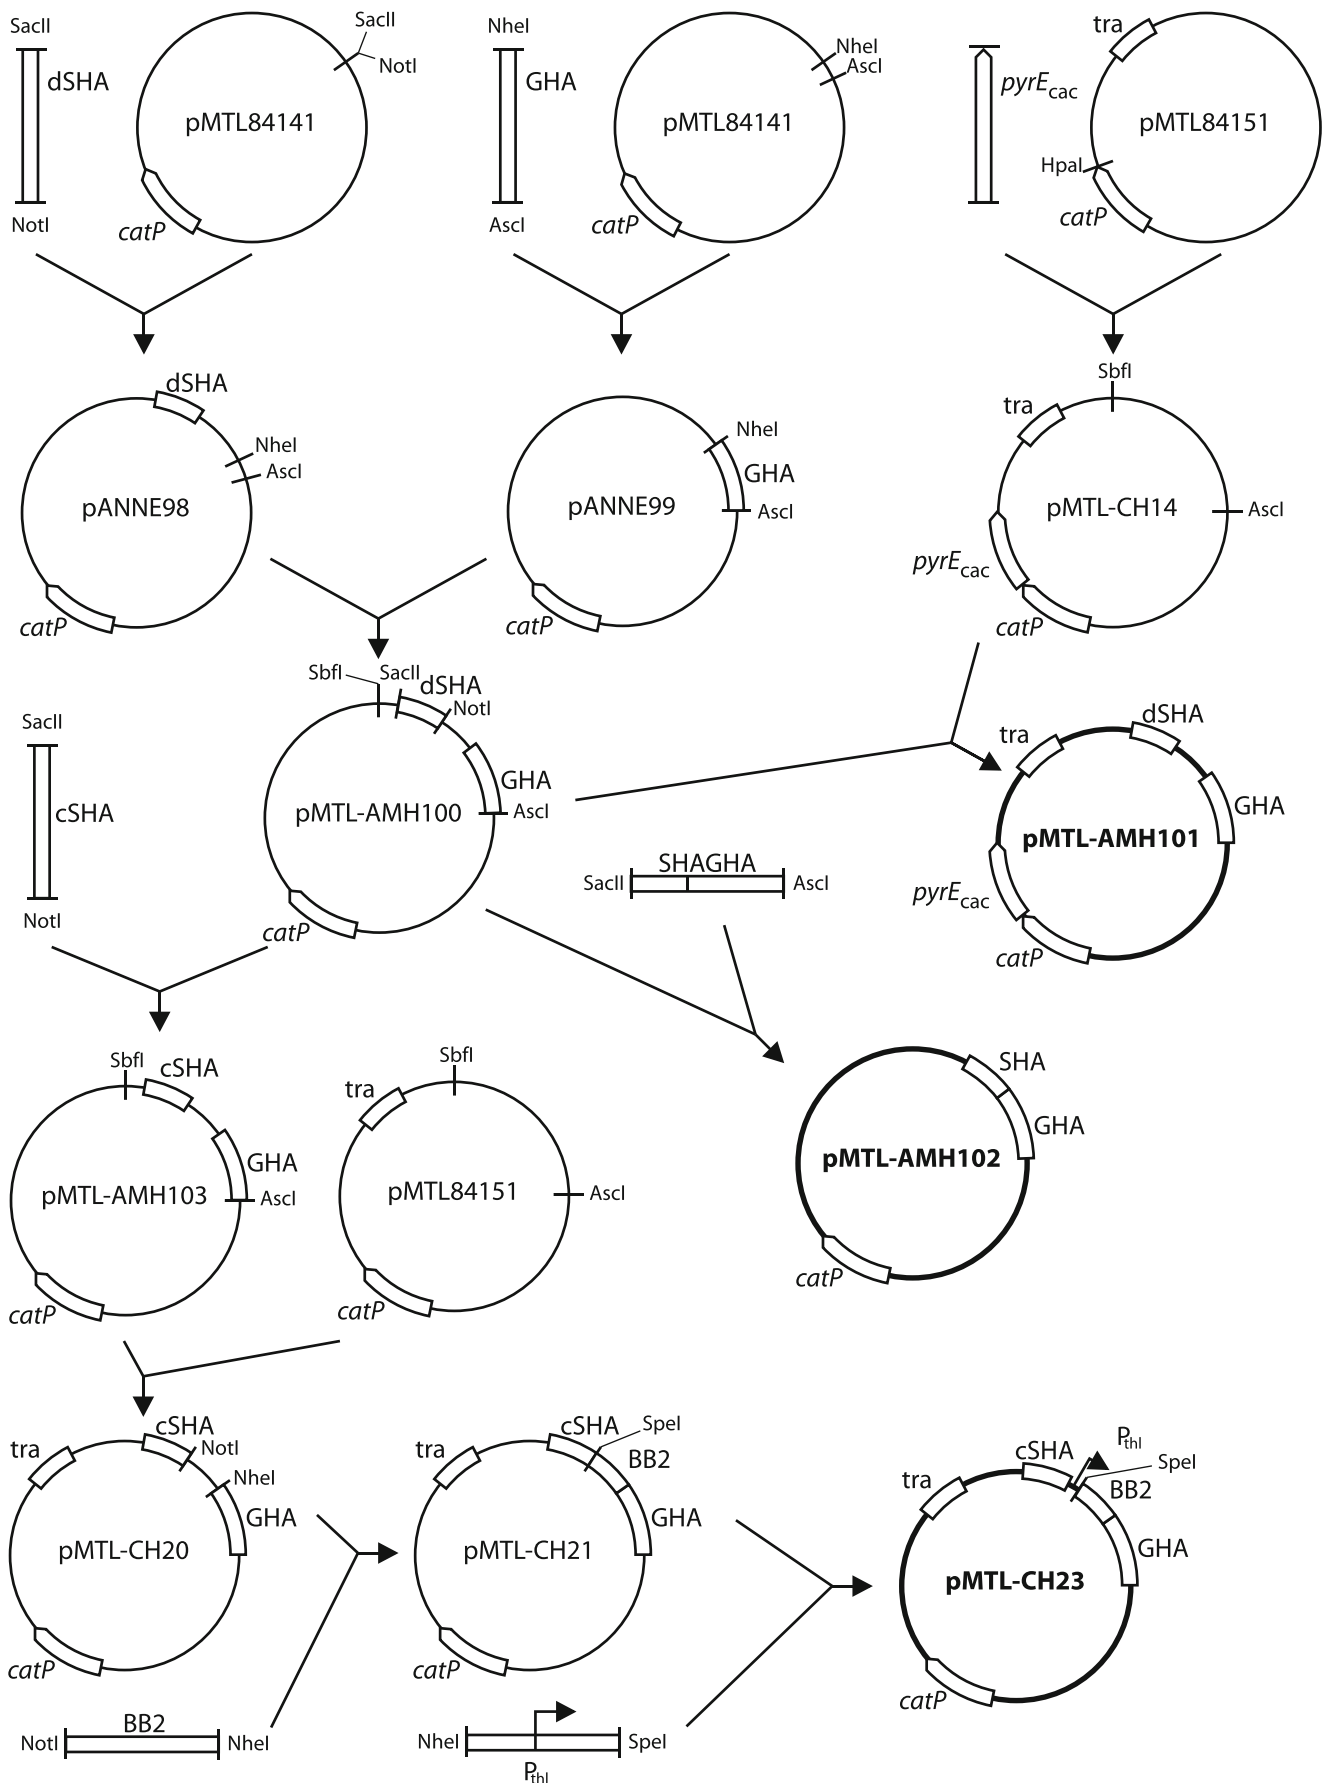 SacII
dSHA
NotI
SacII
NotI
pMTL84141
catP
NheI
GHA
AscI
NheI
AscI
pMTL84141
catP
pyrEcac
tra
pMTL84151
HpaI
catP
dSHA
NheI
AscI
pANNE98
catP
NheI
GHA
AscI
pANNE99
catP
SbfI
tra
pMTL-CH14
AscI
pyrEcac
catP
SacII
cSHA
NotI
SbfI
SacII
dSHA
NotI
GHA
AscI
pMTL-AMH100
catP
SHAGHA
SacII
AscI
tra
dSHA
GHA
pMTL-AMH101
pyrEcac
catP
SbfI
cSHA
GHA
AscI
pMTL-AMH103
catP
SbfI
tra
pMTL84151
AscI
catP
SHA
GHA
pMTL-AMH102
catP
tra
cSHA
NotI
NheI
GHA
pMTL-CH20
catP
BB2
NotI
NheI
tra
cSHA
SpeI
BB2
GHA
pMTL-CH21
catP
NheI
SpeI
Pthl
tra
cSHA
Pthl
SpeI
BB2
GHA
pMTL-CH23
catP